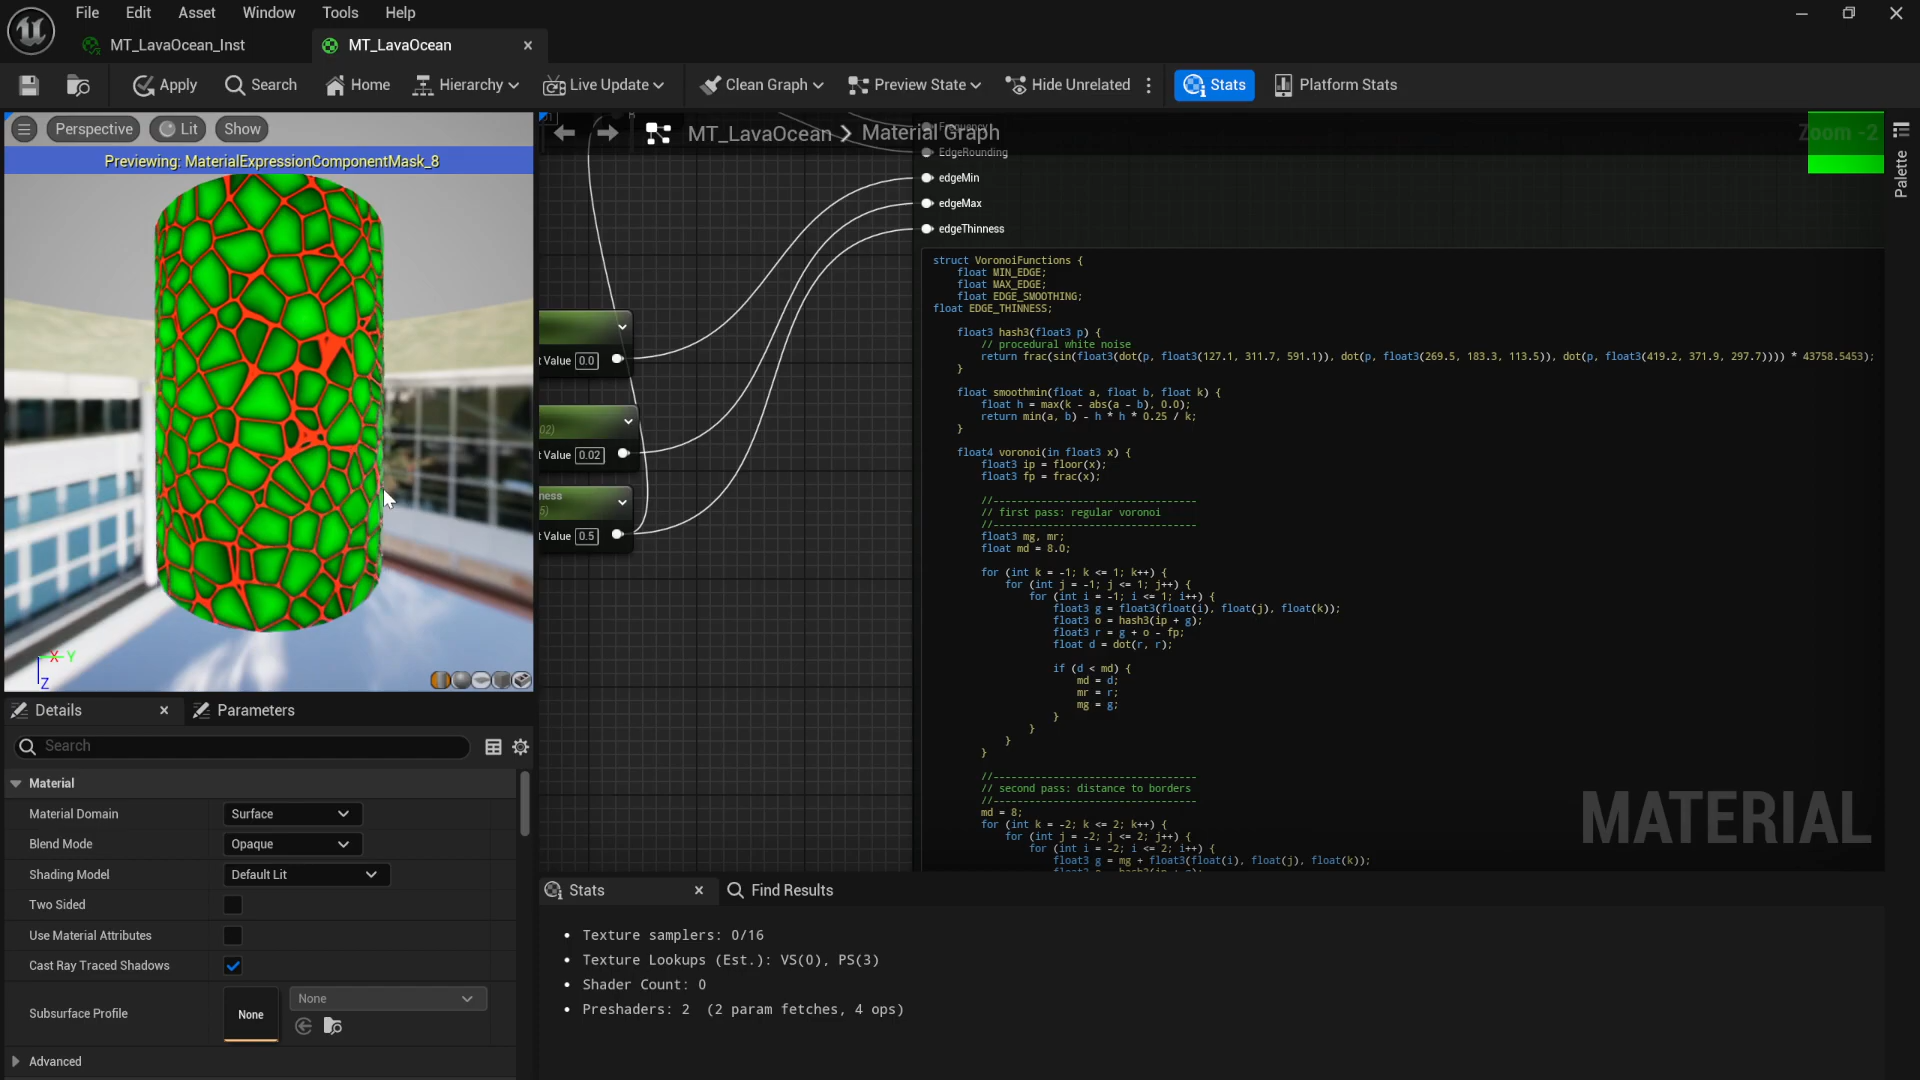 File Edit Asset Window Tools Help
MT_LavaOcean_Inst MT_LavaOcean
Apply Search Home Hierarchy Live Update Clean Graph Preview State Hide Unrelated Stats Platform Stats
Perspective Lit Show
Previewing: MaterialExpressionComponentMask_8
MT_LavaOcean > Material Graph
Zoom -2
Palette
Frequency
EdgeRounding
edgeMin
edgeMax
edgeThinness
t Value 0.0
02)
t Value 0.02
ness
5)
t Value 0.5
struct VoronoiFunctions {
float MIN_EDGE;
float MAX_EDGE;
float EDGE_SMOOTHING;
float EDGE_THINNESS;
float3 hash3(float3 p) {
// procedural white noise
return frac(sin(float3(dot(p, float3(127.1, 311.7, 591.1)), dot(p, float3(269.5, 183.3, 113.5)), dot(p, float3(419.2, 371.9, 297.7)))) * 43758.5453);
}
float smoothmin(float a, float b, float k) {
float h = max(k - abs(a - b), 0.0);
return min(a, b) - h * h * 0.25 / k;
}
float4 voronoi(in float3 x) {
float3 ip = floor(x);
float3 fp = frac(x);
//----------------------------------
// first pass: regular voronoi
//----------------------------------
float3 mg, mr;
float md = 8.0;
for (int k = -1; k <= 1; k++) {
for (int j = -1; j <= 1; j++) {
for (int i = -1; i <= 1; i++) {
float3 g = float3(float(i), float(j), float(k));
float3 o = hash3(ip + g);
float3 r = g + o - fp;
float d = dot(r, r);
if (d < md) {
md = d;
mr = r;
mg = g;
}
}
}
}
//----------------------------------
// second pass: distance to borders
//----------------------------------
md = 8;
for (int k = -2; k <= 2; k++) {
for (int j = -2; j <= 2; j++) {
for (int i = -2; i <= 2; i++) {
float3 g = mg + float3(float(i), float(j), float(k));
MATERIAL
X Y
Z
Details Parameters
Search
Material
Material Domain Surface
Blend Mode Opaque
Shading Model Default Lit
Two Sided
Use Material Attributes
Cast Ray Traced Shadows
Subsurface Profile None None
Advanced
Stats Find Results
• Texture samplers: 0/16
• Texture Lookups (Est.): VS(0), PS(3)
• Shader Count: 0
• Preshaders: 2 (2 param fetches, 4 ops)